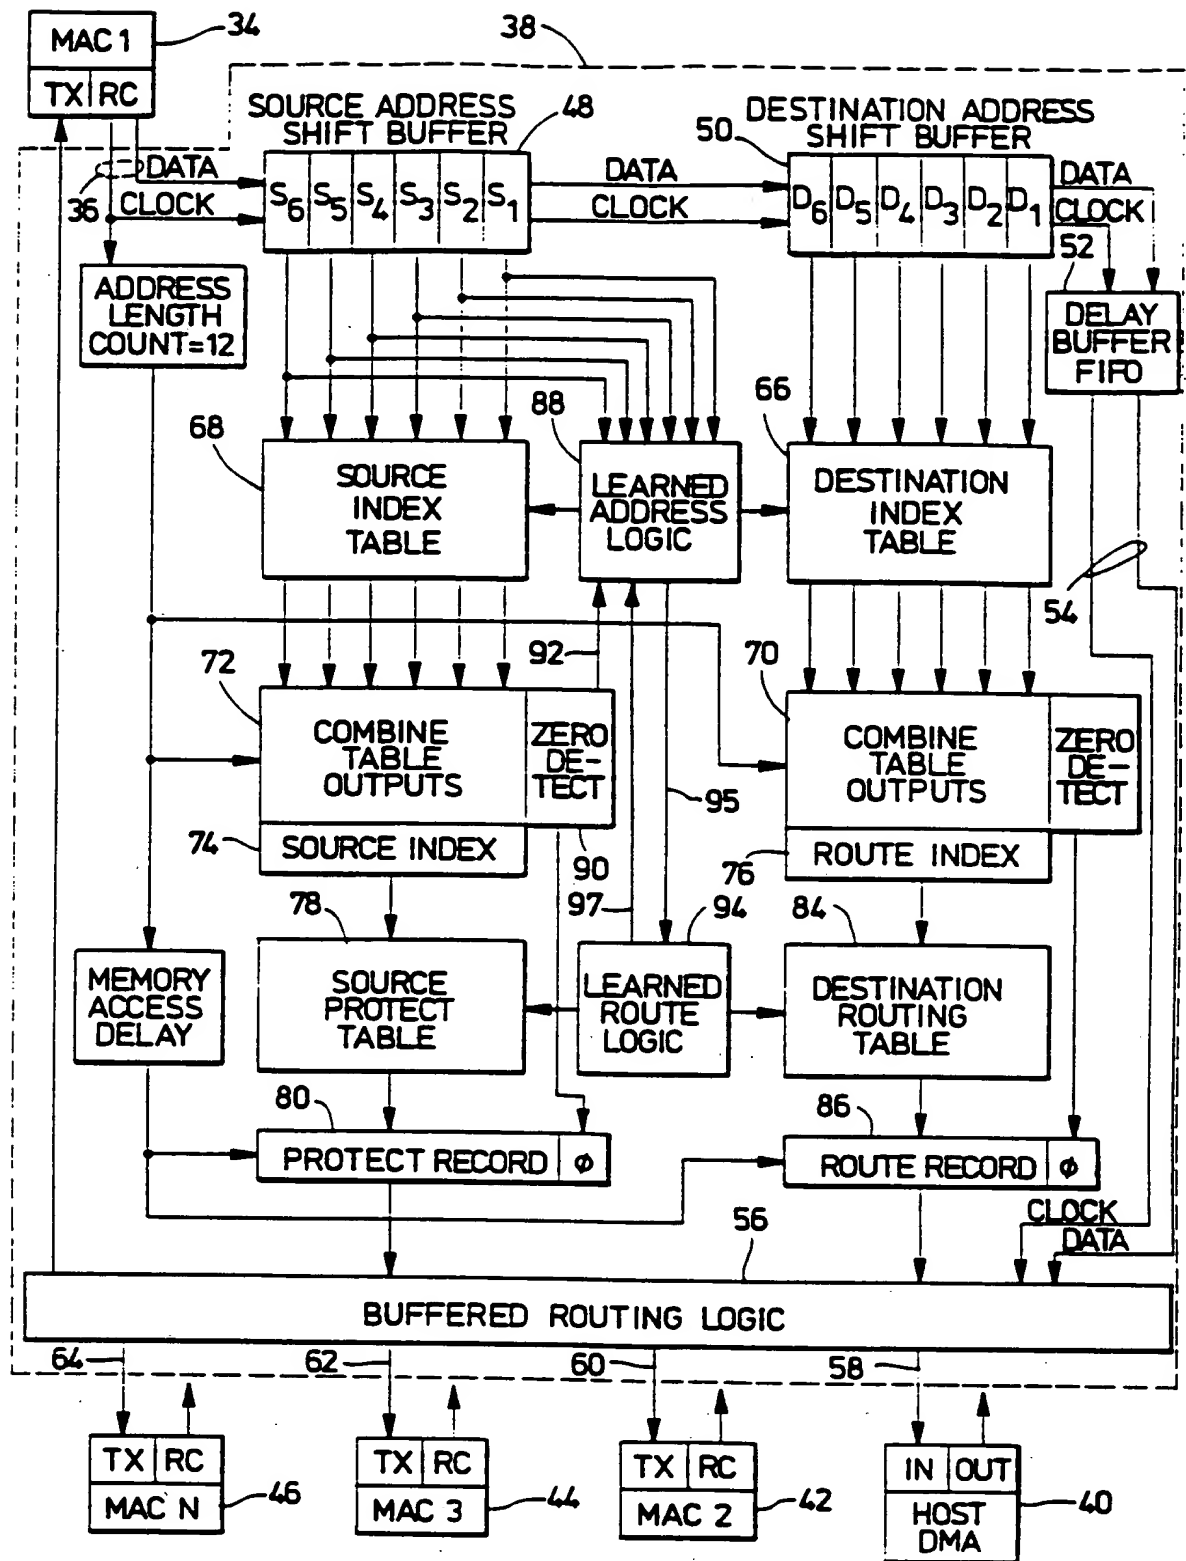 MAC 1
34
TX RC
38
SOURCE ADDRESS
SHIFT BUFFER
48
DESTINATION ADDRESS
SHIFT BUFFER
50
36
DATA
CLOCK
S6 S5 S4 S3 S2 S1
DATA
CLOCK
D6 D5 D4 D3 D2 D1
DATA
CLOCK
52
ADDRESS
LENGTH
COUNT=12
DELAY
BUFFER
FIFO
68
88
66
SOURCE
INDEX
TABLE
LEARNED
ADDRESS
LOGIC
DESTINATION
INDEX
TABLE
54
72
92
70
COMBINE
TABLE
OUTPUTS
ZERO
DE-
TECT
95
COMBINE
TABLE
OUTPUTS
ZERO
DE-
TECT
74
SOURCE INDEX
90
76
ROUTE INDEX
78
97
94
84
MEMORY
ACCESS
DELAY
SOURCE
PROTECT
TABLE
LEARNED
ROUTE
LOGIC
DESTINATION
ROUTING
TABLE
80
86
PROTECT RECORD ϕ
ROUTE RECORD ϕ
CLOCK
DATA
56
BUFFERED ROUTING LOGIC
64
62
60
58
TX RC
MAC N
46
TX RC
MAC 3
44
TX RC
MAC 2
42
IN OUT
HOST
DMA
40